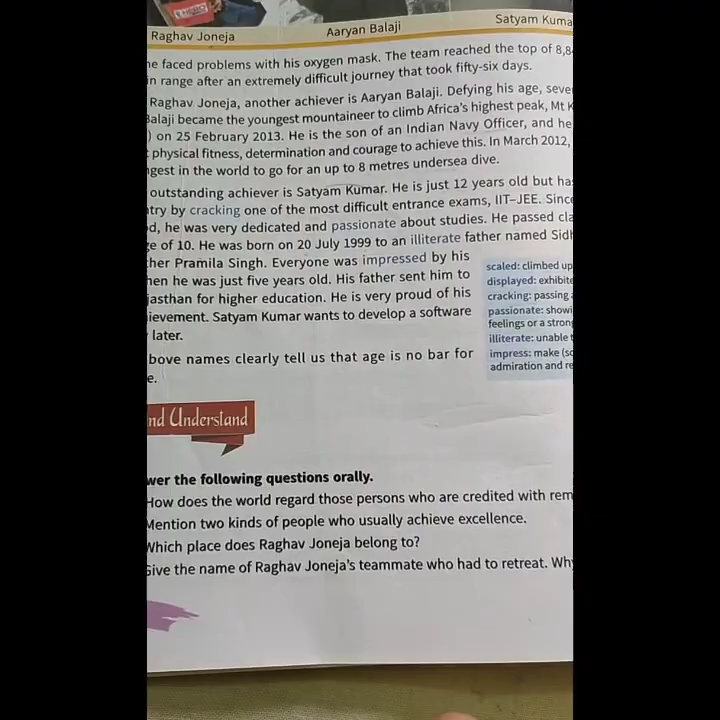 Raghav Joneja
Aaryan Balaji
Satyam Kuma
he faced problems with his oxygen mask. The team reached the top of 8,8
in range after an extremely difficult journey that took fifty-six days.
Raghav Joneja, another achiever is Aaryan Balaji. Defying his age, seve
Balaji became the youngest mountaineer to climb Africa's highest peak, Mt K
) on 25 February 2013. He is the son of an Indian Navy Officer, and he
physical fitness, determination and courage to achieve this. In March 2012,
ngest in the world to go for an up to 8 metres undersea dive.
outstanding achiever is Satyam Kumar. He is just 12 years old but ha
try by cracking one of the most difficult entrance exams, IIT–JEE. Since
d, he was very dedicated and passionate about studies. He passed cla
ge of 10. He was born on 20 July 1999 to an illiterate father named Sidh
her Pramila Singh. Everyone was impressed by his
hen he was just five years old. His father sent him to
jasthan for higher education. He is very proud of his
ievement. Satyam Kumar wants to develop a software
later.
bove names clearly tell us that age is no bar for
e.
scaled: climbed up
displayed: exhibite
cracking: passing
passionate: showi
feelings or a strong
illiterate: unable t
impress: make (so
admiration and re
nd Understand
wer the following questions orally.
How does the world regard those persons who are credited with rem
Mention two kinds of people who usually achieve excellence.
Which place does Raghav Joneja belong to?
Give the name of Raghav Joneja's teammate who had to retreat. Why